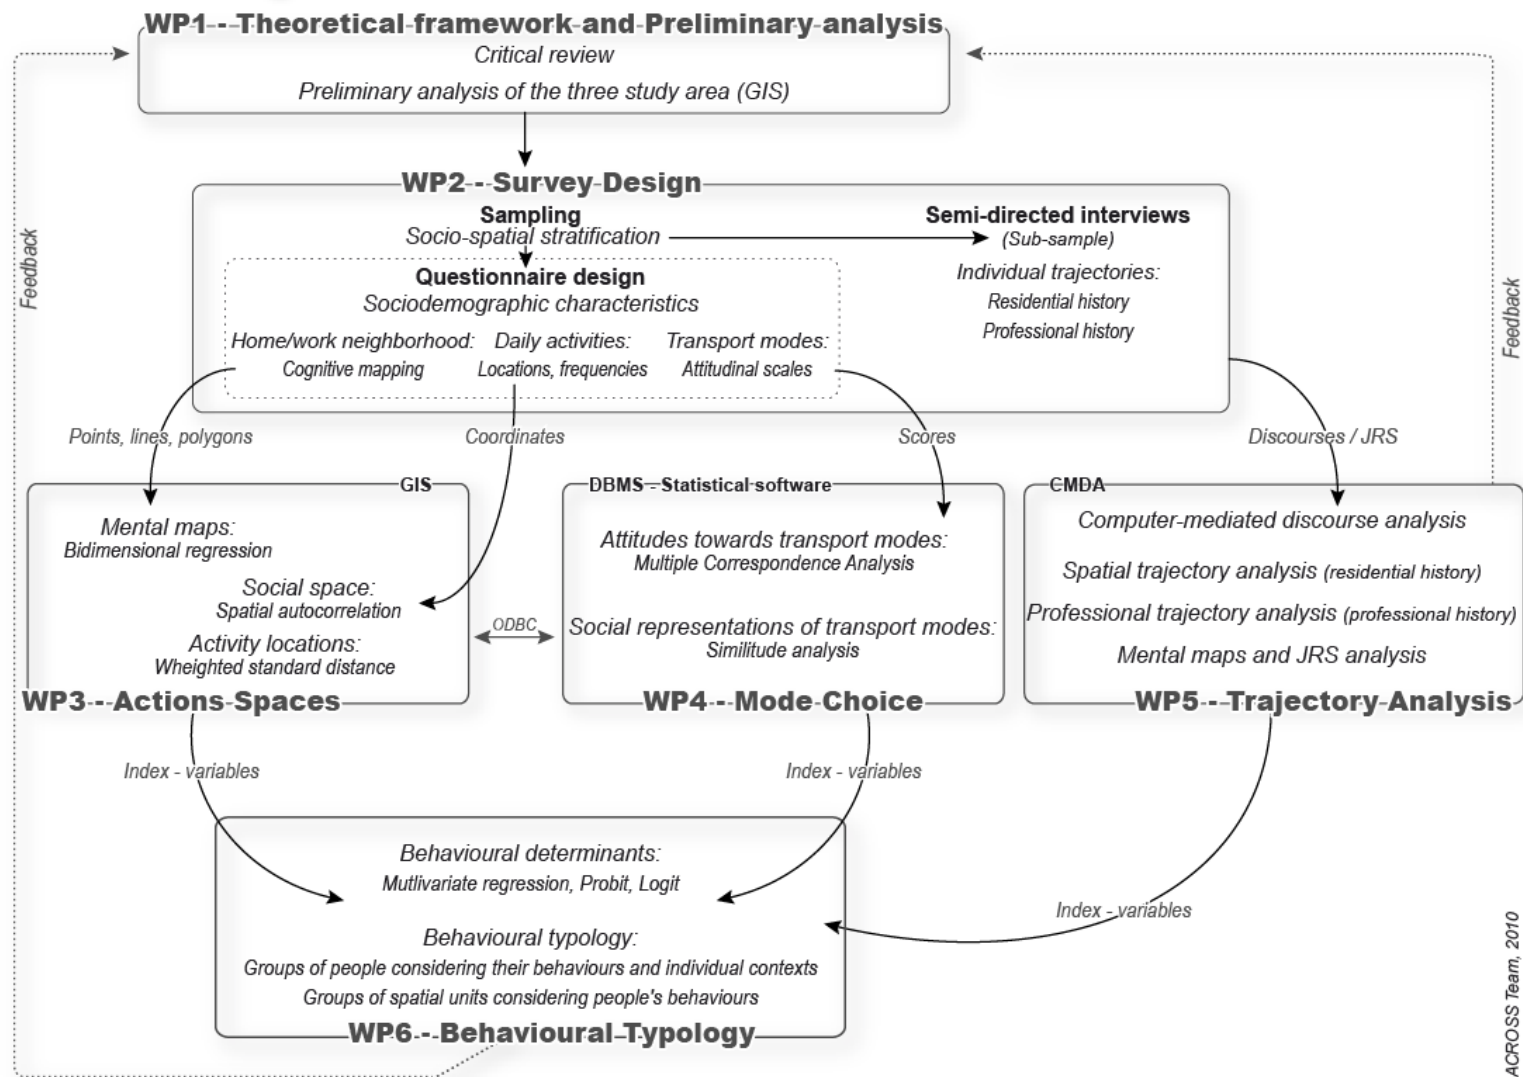 WP1 - Theoretical framework and Preliminary analysis
Critical review
Preliminary analysis of the three study area (GIS)
WP2 - Survey Design
Sampling
Socio-spatial stratification
Semi-directed interviews
(Sub-sample)
Individual trajectories:
Residential history
Professional history
Questionnaire design
Sociodemographic characteristics
Home/work neighborhood:
Cognitive mapping
Daily activities:
Locations, frequencies
Transport modes:
Attitudinal scales
Feedback
Feedback
Points, lines, polygons
Coordinates
Scores
Discourses / JRS
GIS
Mental maps:
Bidimensional regression
Social space:
Spatial autocorrelation
Activity locations:
Wheighted standard distance
WP3 - Actions Spaces
ODBC
DBMS - Statistical software
Attitudes towards transport modes:
Multiple Correspondence Analysis
Social representations of transport modes:
Similitude analysis
WP4 - Mode Choice
CMDA
Computer-mediated discourse analysis
Spatial trajectory analysis (residential history)
Professional trajectory analysis (professional history)
Mental maps and JRS analysis
WP5 - Trajectory Analysis
Index - variables
Index - variables
Index - variables
Behavioural determinants:
Mutlivariate regression, Probit, Logit
Behavioural typology:
Groups of people considering their behaviours and individual contexts
Groups of spatial units considering people's behaviours
WP6 - Behavioural Typology
ACROSS Team, 2010